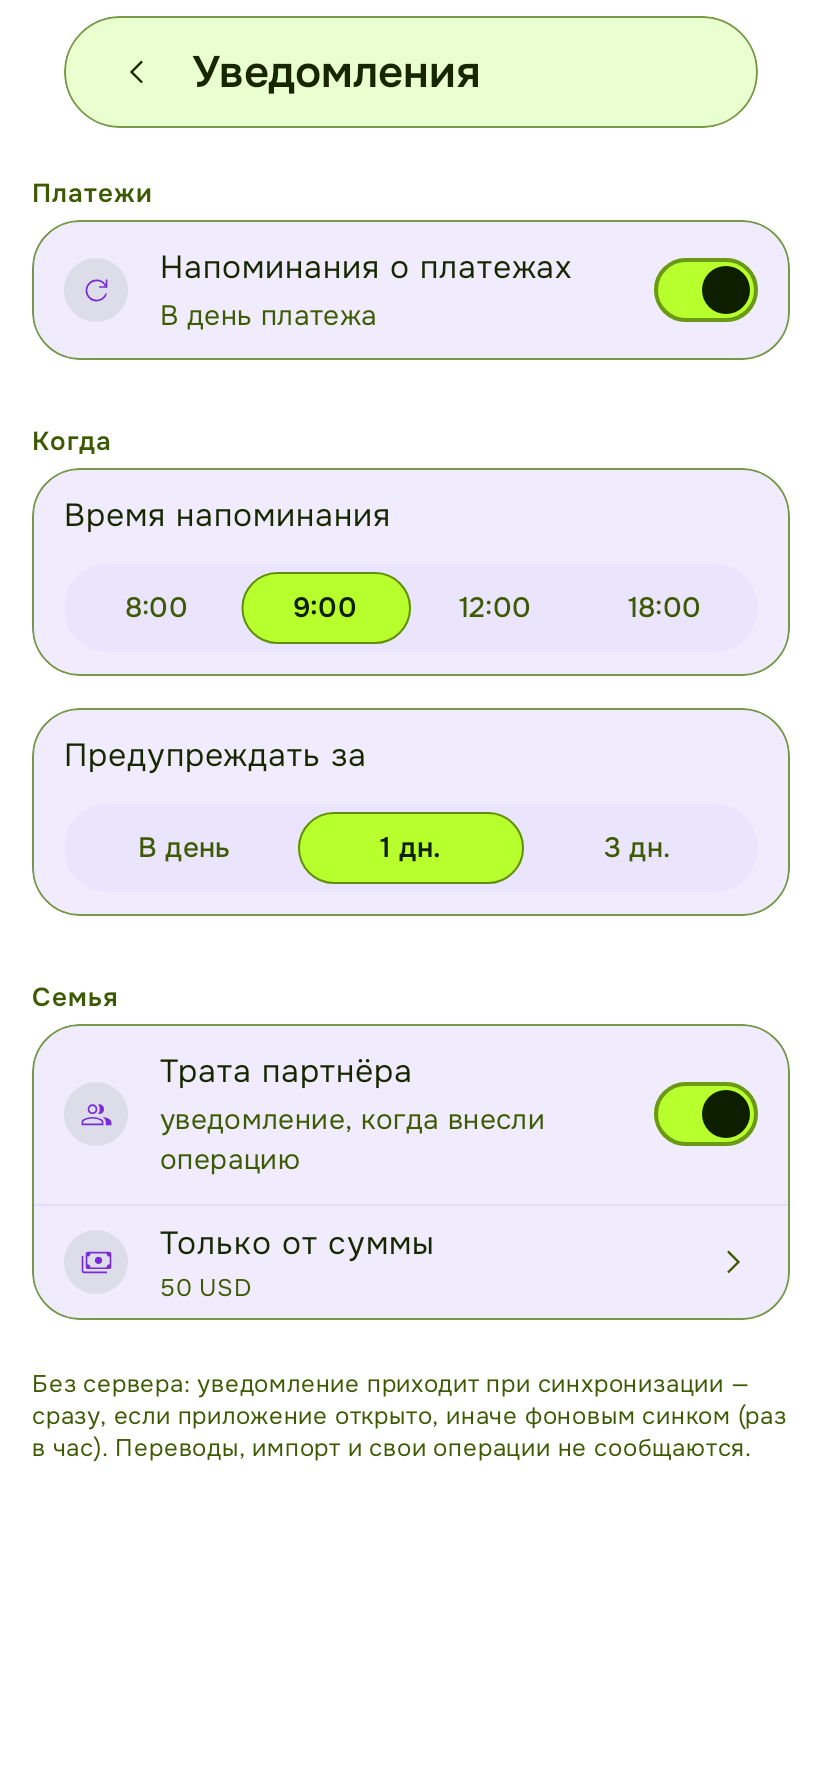 Уведомления
Платежи
Напоминания о платежах
В день платежа
Когда
Время напоминания
8:00 9:00 12:00 18:00
Предупреждать за
В день 1 дн. 3 дн.
Семья
Трата партнёра
уведомление, когда внесли
операцию
Только от суммы
50 USD
Без сервера: уведомление приходит при синхронизации —
сразу, если приложение открыто, иначе фоновым синком (раз
в час). Переводы, импорт и свои операции не сообщаются.